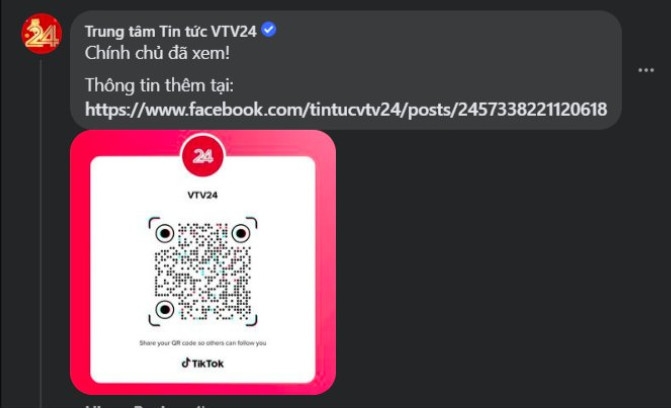 Trung tâm Tin tức VTV24
Chính chủ đã xem!
Thông tin thêm tại:
https://www.facebook.com/tintucvtv24/posts/2457338221120618
24
24
VTV24
Share your QR code so others can follow you
TikTok